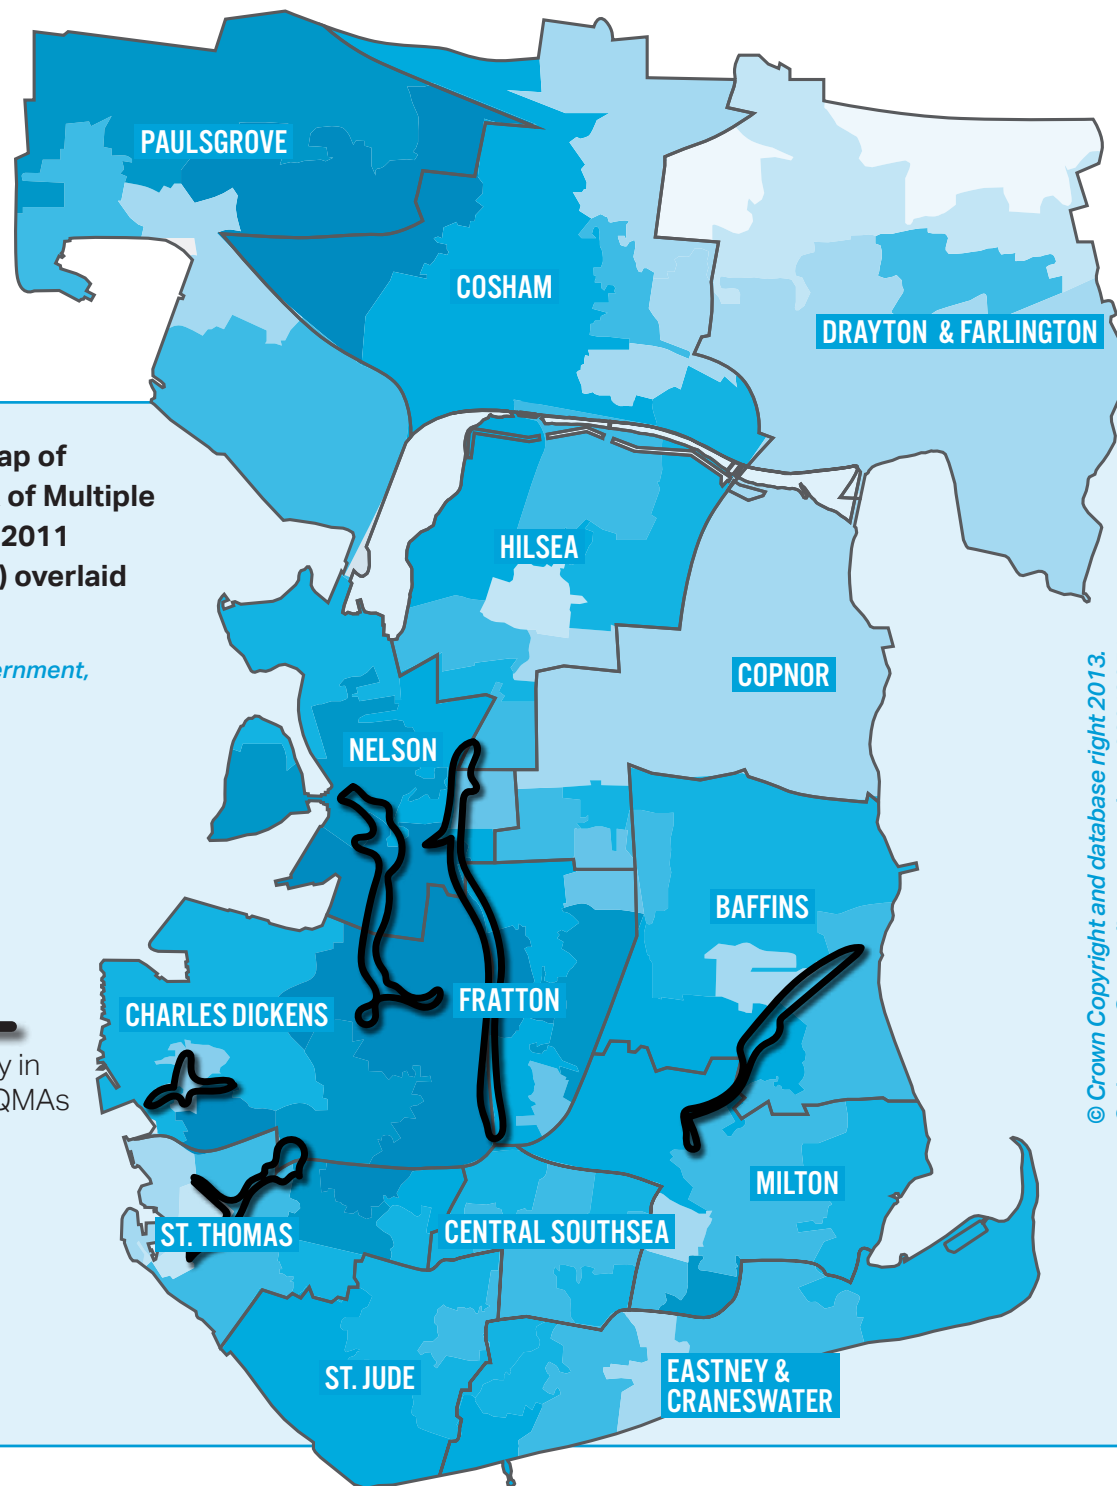 PAULSGROVE
COSHAM
DRAYTON & FARLINGTON
ap of
of Multiple
2011
) overlaid
ernment,
HILSEA
COPNOR
NELSON
BAFFINS
CHARLES DICKENS
FRATTON
y in
QMAs
MILTON
ST. THOMAS
CENTRAL SOUTHSEA
ST. JUDE
EASTNEY &
CRANESWATER
© Crown Copyright and database right 2013.